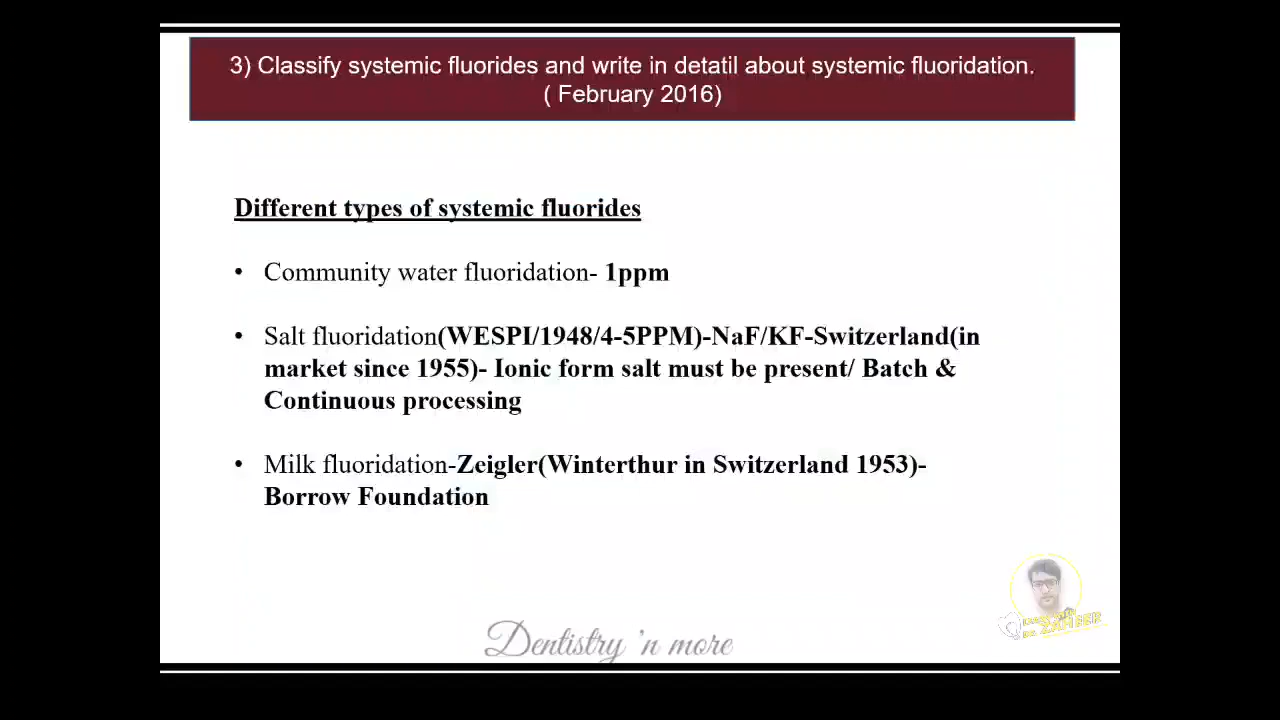 3) Classify systemic fluorides and write in detatil about systemic fluoridation.
( February 2016)
Different types of systemic fluorides
• Community water fluoridation- 1ppm
• Salt fluoridation(WESPI/1948/4-5PPM)-NaF/KF-Switzerland(in
market since 1955)- Ionic form salt must be present/ Batch &
Continuous processing
• Milk fluoridation-Zeigler(Winterthur in Switzerland 1953)-
Borrow Foundation
Dentistry 'n more